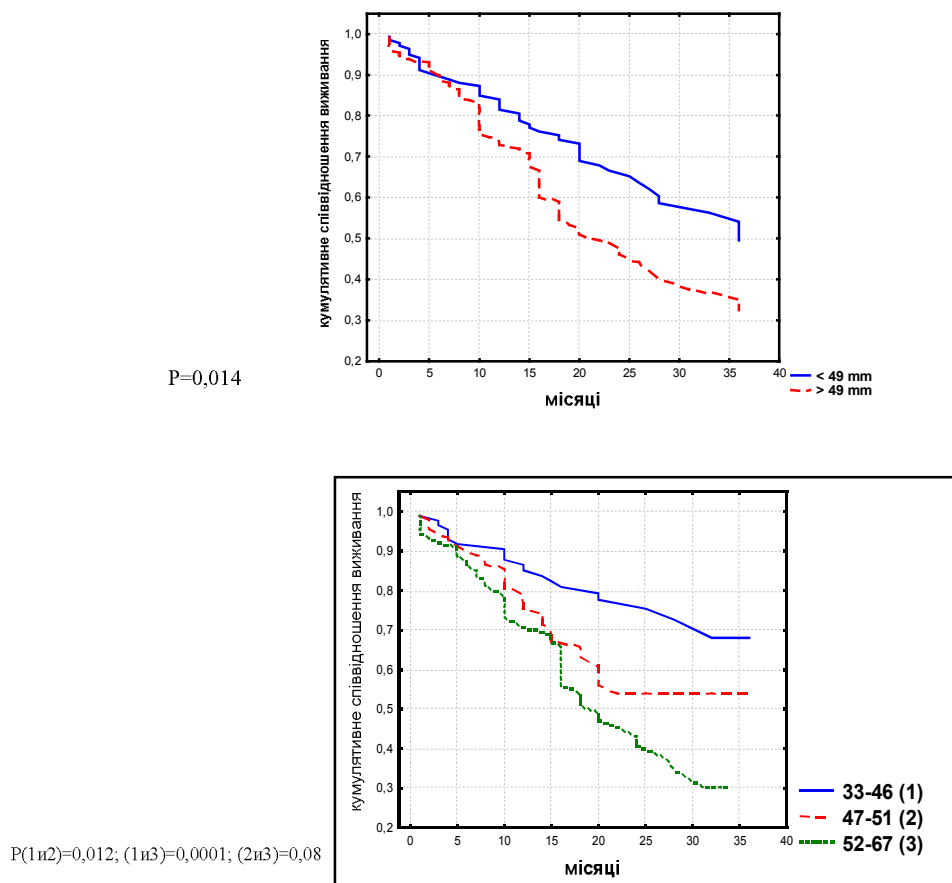 кумулятивне співвідношення виживання
1,0
0,9
0,8
0,7
0,6
0,5
0,4
0,3
0,2
0 5 10 15 20 25 30 35 40
місяці
< 49 mm
> 49 mm
P=0,014
кумулятивне співвідношення виживання
1,0
0,9
0,8
0,7
0,6
0,5
0,4
0,3
0,2
0 5 10 15 20 25 30 35 40
місяці
33-46 (1)
47-51 (2)
52-67 (3)
P(1и2)=0,012; (1и3)=0,0001; (2и3)=0,08